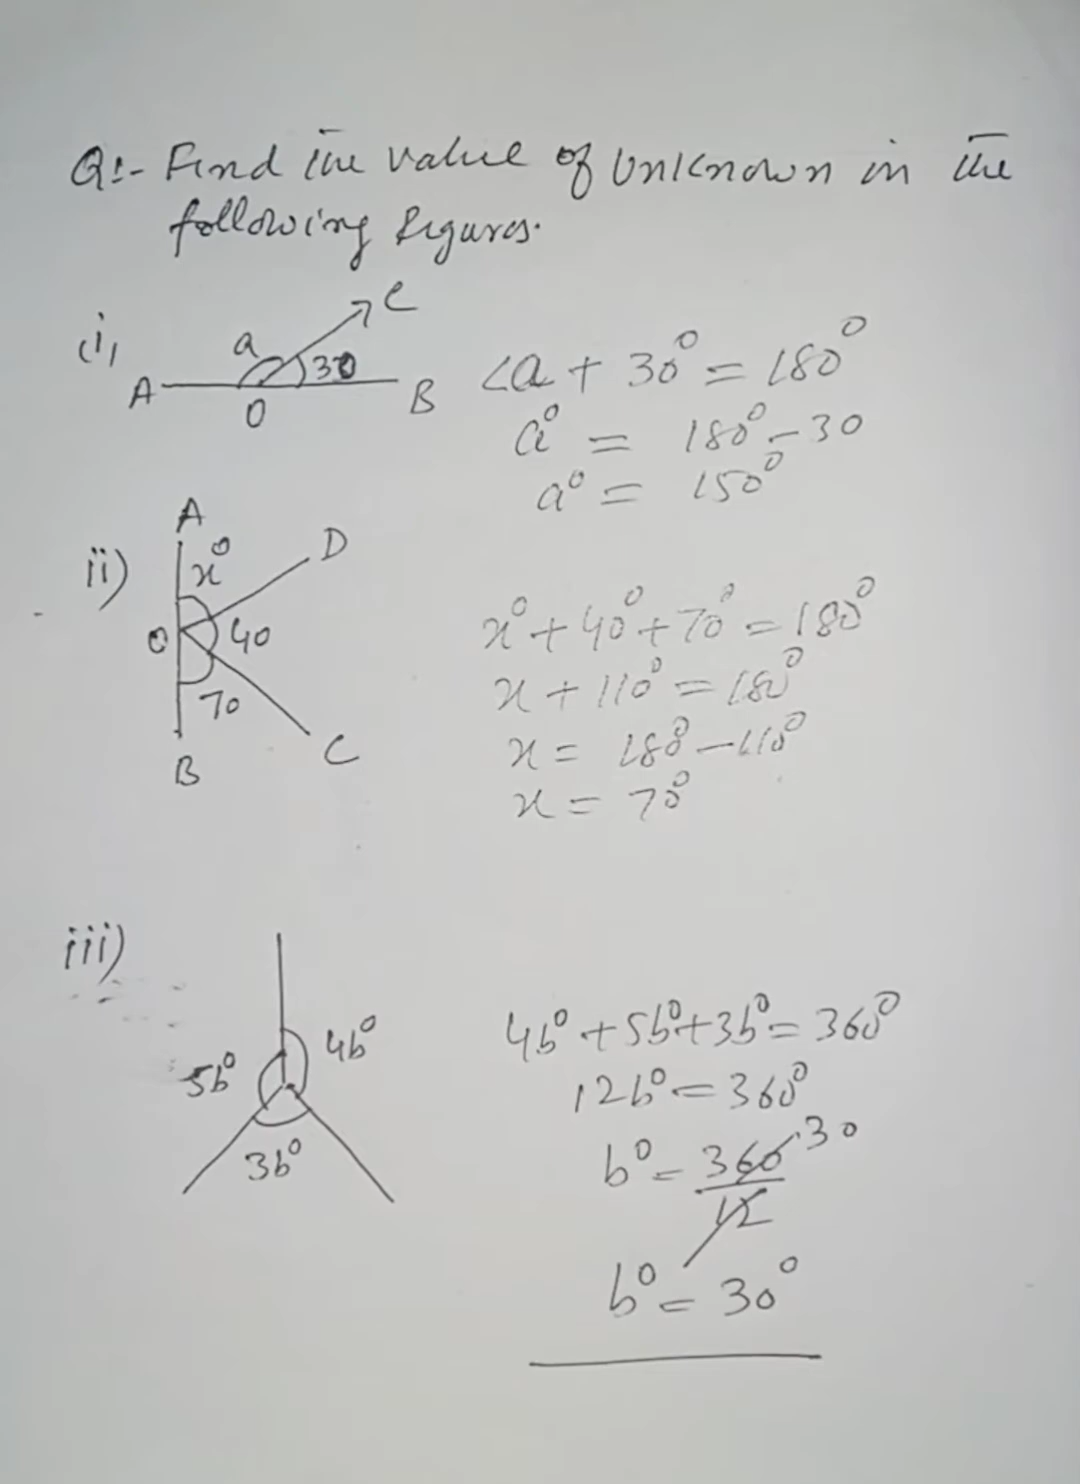 Q:- Find the value of unknown in the
following figures.
(i)
a
C
30
A
O
B
∠a + 30° = 180°
a° = 180° - 30
a° = 150°
ii)
A
x°
D
O
40
70
B
C
x° + 40° + 70° = 180°
x + 110° = 180°
x = 180° - 110°
x = 70°
iii)
5b°
4b°
3b°
4b° + 5b° + 3b° = 360°
12b° = 360°
b° = 360/12 30
b° = 30°